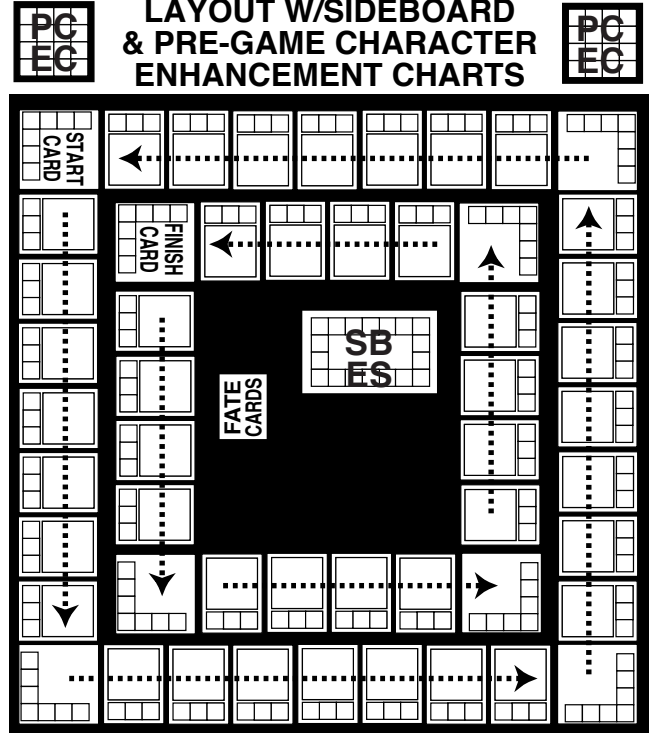 LAYOUT W/SIDEBOARD
& PRE-GAME CHARACTER
ENHANCEMENT CHARTS
PC
EC
PC
EC
START
CARD
FINISH
CARD
SB
ES
FATE
CARDS